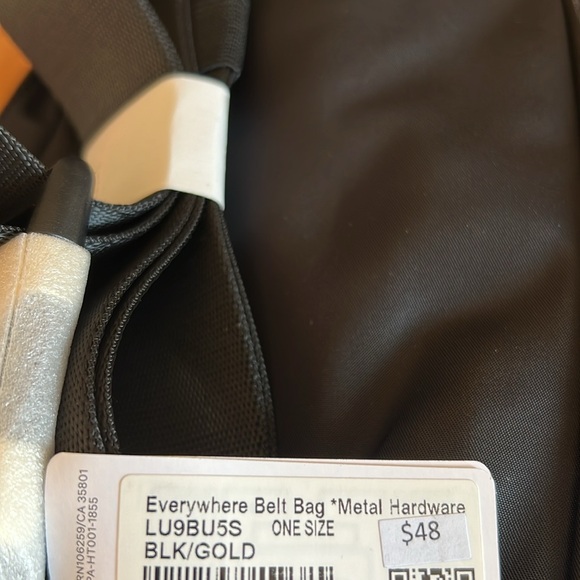 Everywhere Belt Bag *Metal Hardware
LU9BU5S ONE SIZE
$48
BLK/GOLD
RN106259/CA 35801
PA-HT001-1855